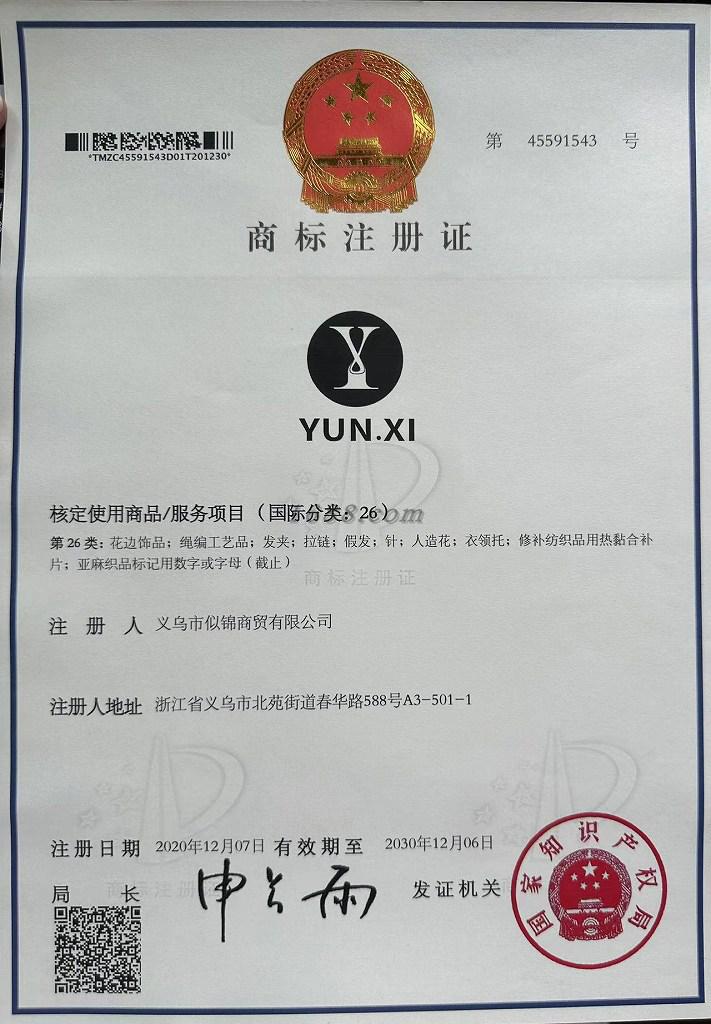 *TMZC45591543D01T201230*
第 45591543 号
商标注册证
Y
YUN.XI
核定使用商品/服务项目（国际分类：26）
第26类：花边饰品；绳编工艺品；发夹；拉链；假发；针；人造花；衣领托；修补纺织品用热黏合补
片；亚麻织品标记用数字或字母（截止）
商标注册证
注册人 义乌市似锦商贸有限公司
注册人地址 浙江省义乌市北苑街道春华路588号A3-501-1
注册日期 2020年12月07日 有效期至 2030年12月06日
局长 申长雨 发证机关
国家知识产权局